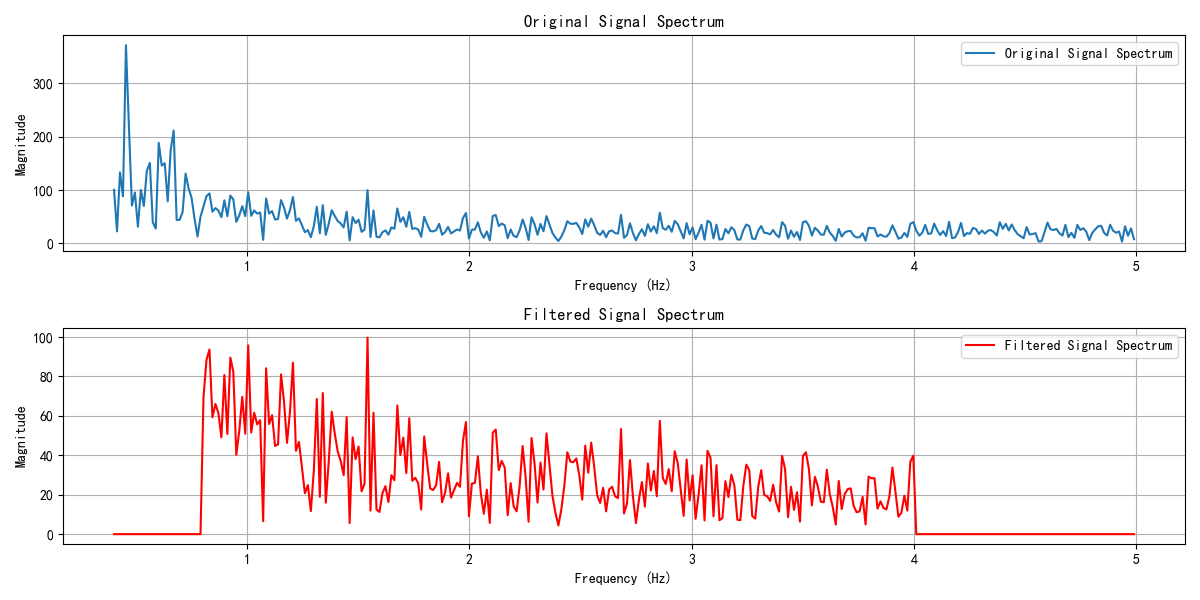 Original Signal Spectrum
Original Signal Spectrum
Magnitude
300
200
100
0
1 2 3 4 5
Frequency (Hz)
Filtered Signal Spectrum
Filtered Signal Spectrum
Magnitude
100
80
60
40
20
0
1 2 3 4 5
Frequency (Hz)